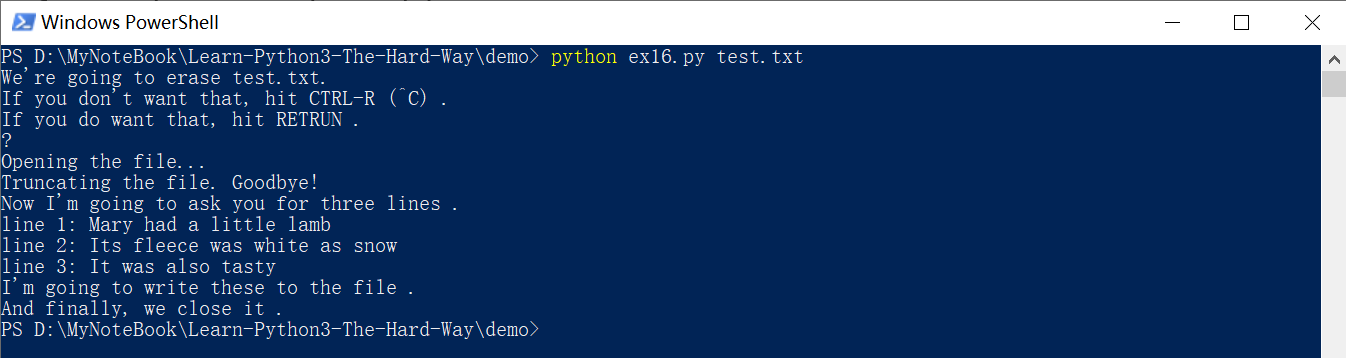 Windows PowerShell
PS D:\MyNoteBook\Learn-Python3-The-Hard-Way\demo> python ex16.py test.txt
We're going to erase test.txt.
If you don't want that, hit CTRL-R (^C) .
If you do want that, hit RETRUN .
?
Opening the file...
Truncating the file. Goodbye!
Now I'm going to ask you for three lines .
line 1: Mary had a little lamb
line 2: Its fleece was white as snow
line 3: It was also tasty
I'm going to write these to the file .
And finally, we close it .
PS D:\MyNoteBook\Learn-Python3-The-Hard-Way\demo>